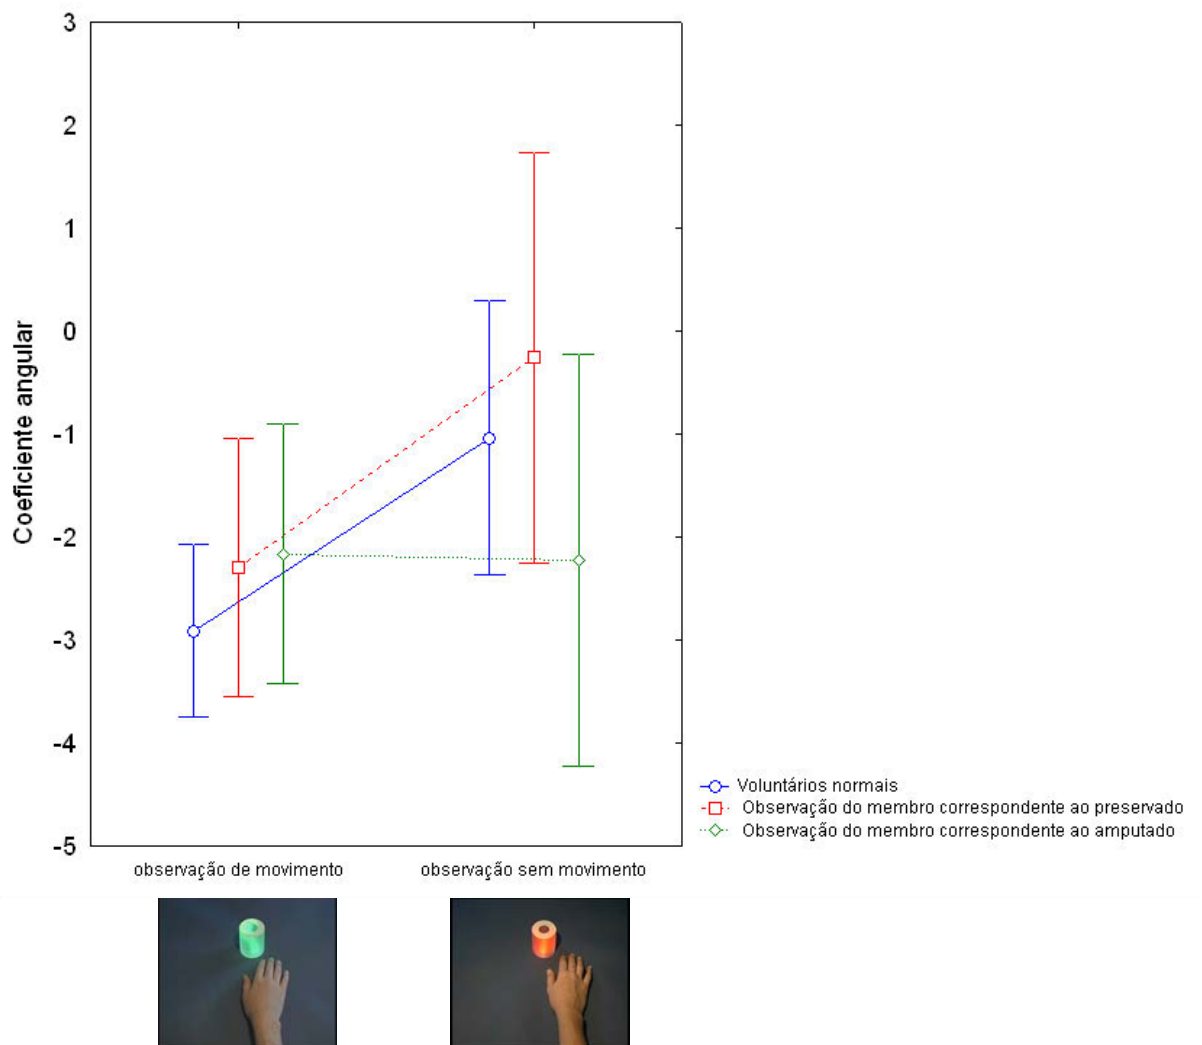 3
2
1
0
-1
-2
-3
-4
-5
Coeficiente angular
observação de movimento
observação sem movimento
Voluntários normais
Observação do membro correspondente ao preservado
Observação do membro correspondente ao amputado